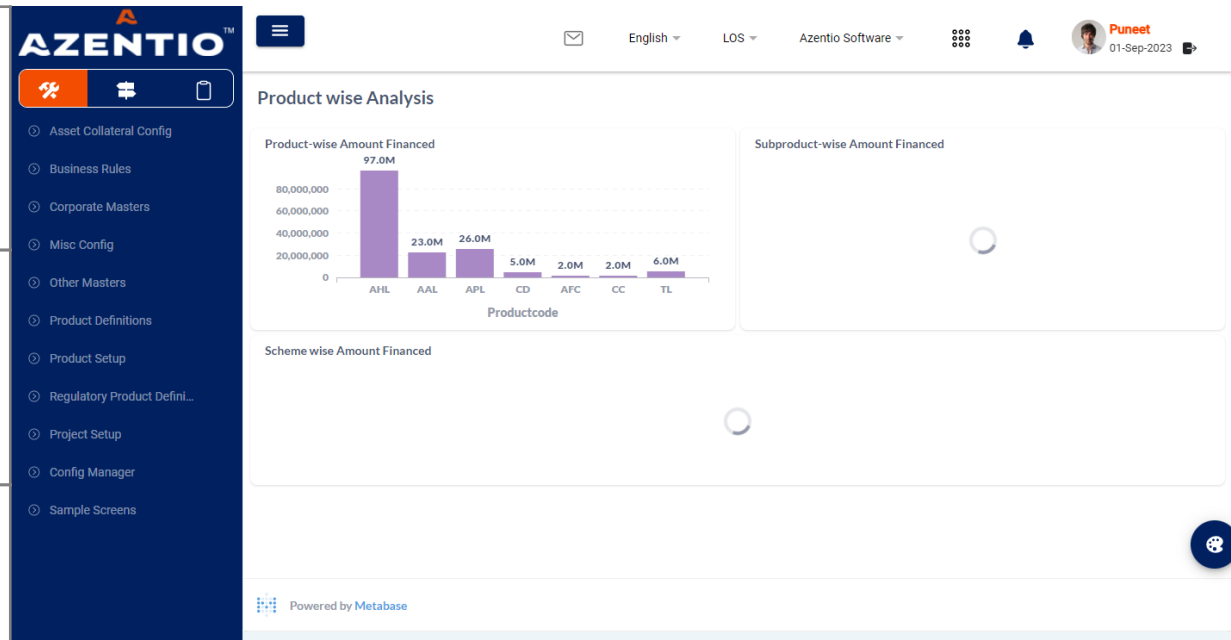 AZENTIO™
English
LOS
Azentio Software
Puneet
01-Sep-2023
Asset Collateral Config
Business Rules
Corporate Masters
Misc Config
Other Masters
Product Definitions
Product Setup
Regulatory Product Defini...
Project Setup
Config Manager
Sample Screens
Product wise Analysis
Product-wise Amount Financed
97.0M
80,000,000
60,000,000
40,000,000
20,000,000
0
23.0M
26.0M
5.0M
2.0M
2.0M
6.0M
AHL AAL APL CD AFC CC TL
Productcode
Subproduct-wise Amount Financed
Scheme wise Amount Financed
Powered by Metabase